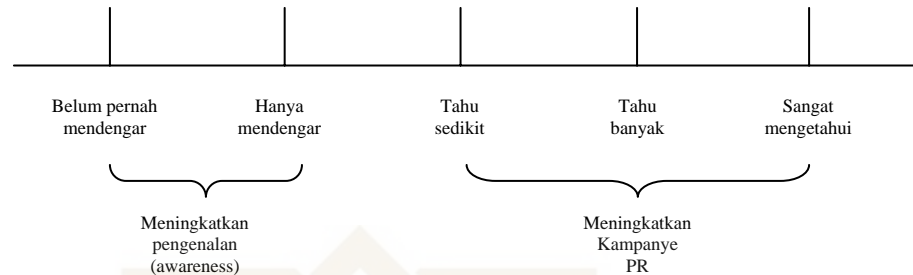 Belum pernah
mendengar
Hanya
mendengar
Tahu
sedikit
Tahu
banyak
Sangat
mengetahui
Meningkatkan
pengenalan
(awareness)
Meningkatkan
Kampanye
PR